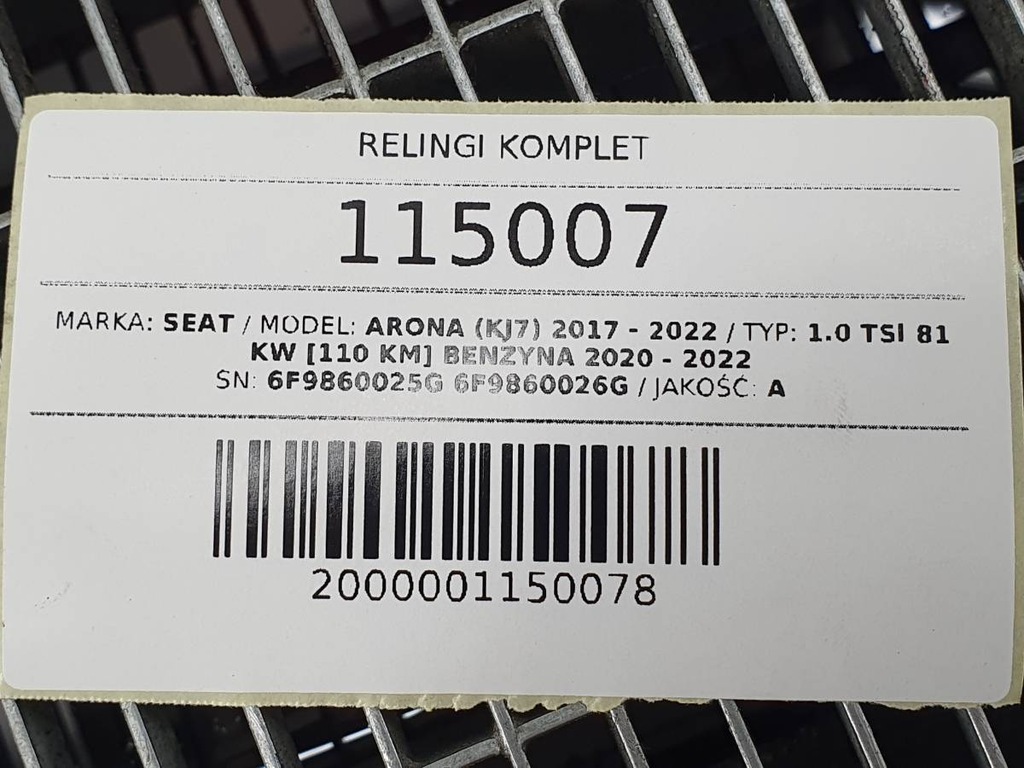 RELINGI KOMPLET
115007
MARKA: SEAT / MODEL: ARONA (KJ7) 2017 - 2022 / TYP: 1.0 TSI 81
KW [110 KM] BENZYNA 2020 - 2022
SN: 6F9860025G 6F9860026G / JAKOŚĆ: A
2000001150078